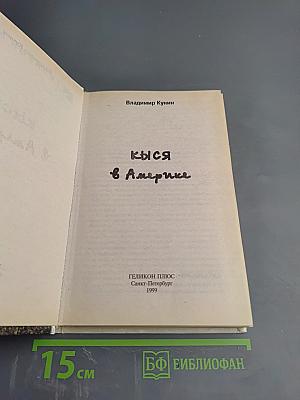 Владимир Кунин
КЫСЯ
в Америке
ГЕЛИКОН ПЛЮС
Санкт-Петербург
1999
15 см
БФ БИБЛИОФАН